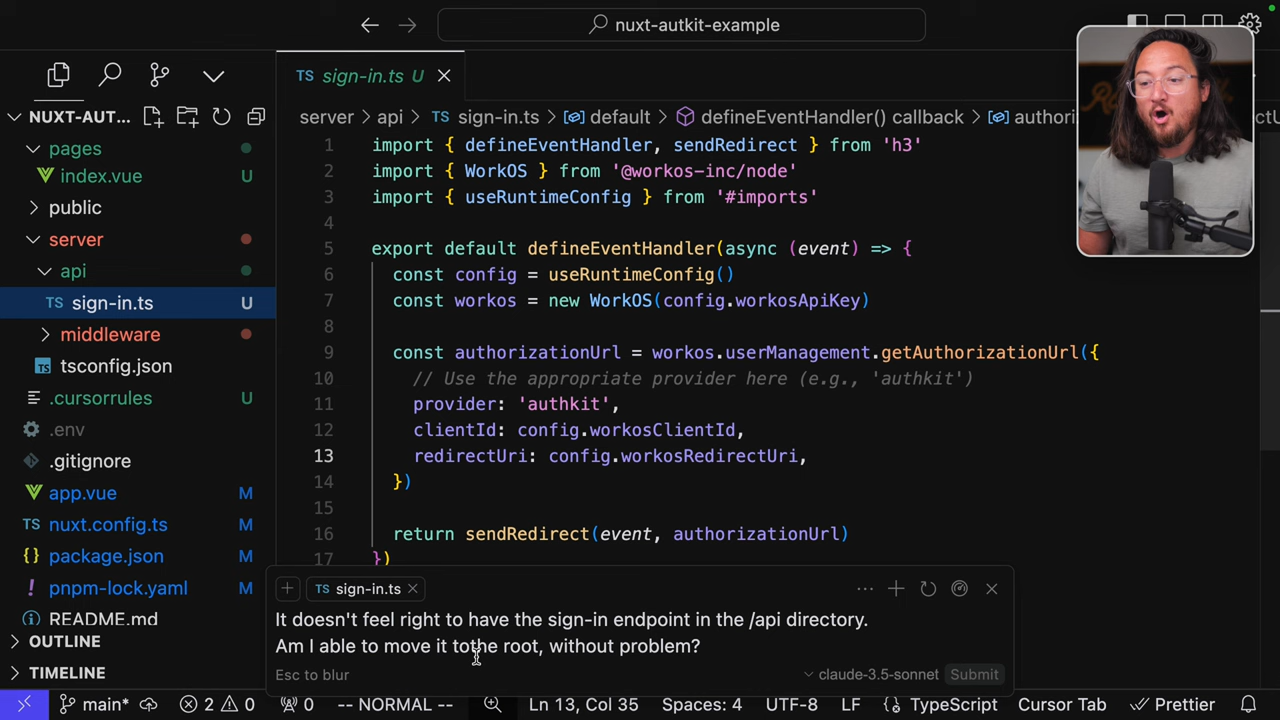 nuxt-autkit-example
TS sign-in.ts U
NUXT-AUT...
server > api > TS sign-in.ts > default > defineEventHandler() callback >
pages
index.vue U
public
server
api
TS sign-in.ts U
middleware
tsconfig.json
.cursorrules U
.env
.gitignore
app.vue M
TS nuxt.config.ts M
{} package.json M
! pnpm-lock.yaml M
README.md
OUTLINE
TIMELINE
1 import { defineEventHandler, sendRedirect } from 'h3'
2 import { WorkOS } from '@workos-inc/node'
3 import { useRuntimeConfig } from '#imports'
4
5 export default defineEventHandler(async (event) => {
6 const config = useRuntimeConfig()
7 const workos = new WorkOS(config.workosApiKey)
8
9 const authorizationUrl = workos.userManagement.getAuthorizationUrl({
10 // Use the appropriate provider here (e.g., 'authkit')
11 provider: 'authkit',
12 clientId: config.workosClientId,
13 redirectUri: config.workosRedirectUri,
14 })
15
16 return sendRedirect(event, authorizationUrl)
17 })
TS sign-in.ts
It doesn't feel right to have the sign-in endpoint in the /api directory.
Am I able to move it tothe root, without problem?
Esc to blur
claude-3.5-sonnet Submit
main* 2 0 0 -- NORMAL -- Ln 13, Col 35 Spaces: 4 UTF-8 LF TypeScript Cursor Tab Prettier